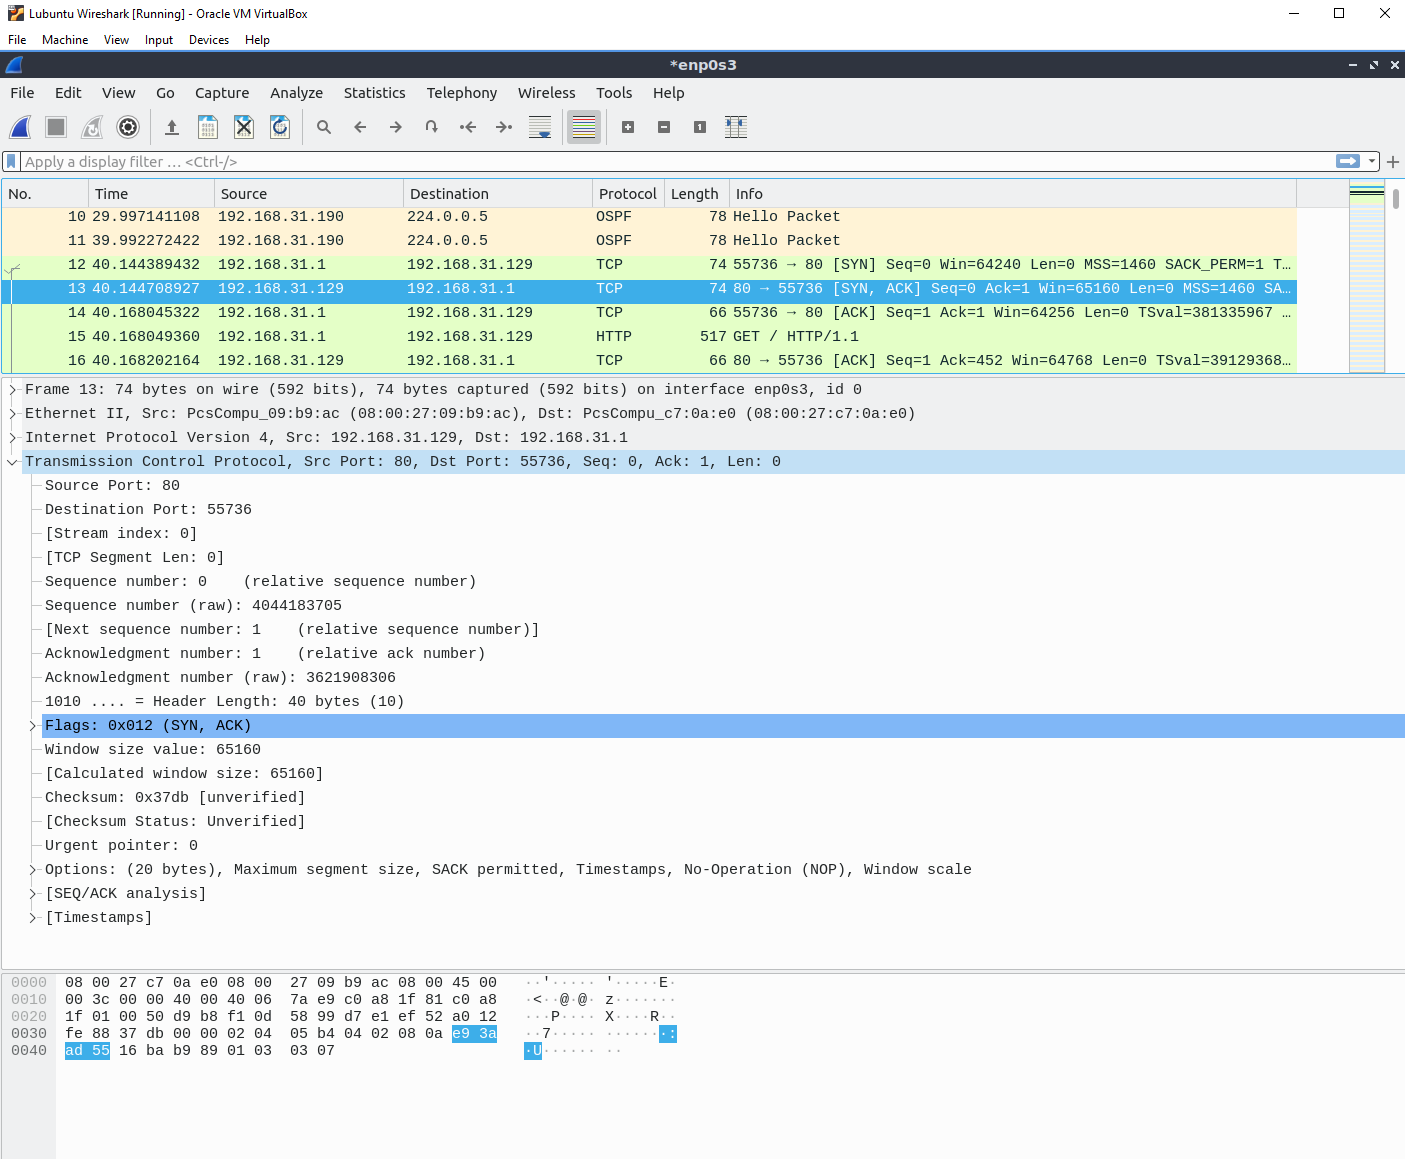 Lubuntu Wireshark [Running] - Oracle VM VirtualBox
File Machine View Input Devices Help
*enp0s3
File Edit View Go Capture Analyze Statistics Telephony Wireless Tools Help
Apply a display filter … <Ctrl-/>
No. Time Source Destination Protocol Length Info
10 29.997141108 192.168.31.190 224.0.0.5 OSPF 78 Hello Packet
11 39.992272422 192.168.31.190 224.0.0.5 OSPF 78 Hello Packet
12 40.144389432 192.168.31.1 192.168.31.129 TCP 74 55736 → 80 [SYN] Seq=0 Win=64240 Len=0 MSS=1460 SACK_PERM=1 T…
13 40.144708927 192.168.31.129 192.168.31.1 TCP 74 80 → 55736 [SYN, ACK] Seq=0 Ack=1 Win=65160 Len=0 MSS=1460 SA…
14 40.168045322 192.168.31.1 192.168.31.129 TCP 66 55736 → 80 [ACK] Seq=1 Ack=1 Win=64256 Len=0 TSval=381335967 …
15 40.168049360 192.168.31.1 192.168.31.129 HTTP 517 GET / HTTP/1.1
16 40.168202164 192.168.31.129 192.168.31.1 TCP 66 80 → 55736 [ACK] Seq=1 Ack=452 Win=64768 Len=0 TSval=39129368…
Frame 13: 74 bytes on wire (592 bits), 74 bytes captured (592 bits) on interface enp0s3, id 0
Ethernet II, Src: PcsCompu_09:b9:ac (08:00:27:09:b9:ac), Dst: PcsCompu_c7:0a:e0 (08:00:27:c7:0a:e0)
Internet Protocol Version 4, Src: 192.168.31.129, Dst: 192.168.31.1
Transmission Control Protocol, Src Port: 80, Dst Port: 55736, Seq: 0, Ack: 1, Len: 0
Source Port: 80
Destination Port: 55736
[Stream index: 0]
[TCP Segment Len: 0]
Sequence number: 0 (relative sequence number)
Sequence number (raw): 4044183705
[Next sequence number: 1 (relative sequence number)]
Acknowledgment number: 1 (relative ack number)
Acknowledgment number (raw): 3621908306
1010 .... = Header Length: 40 bytes (10)
Flags: 0x012 (SYN, ACK)
Window size value: 65160
[Calculated window size: 65160]
Checksum: 0x37db [unverified]
[Checksum Status: Unverified]
Urgent pointer: 0
Options: (20 bytes), Maximum segment size, SACK permitted, Timestamps, No-Operation (NOP), Window scale
[SEQ/ACK analysis]
[Timestamps]
0000 08 00 27 c7 0a e0 08 00 27 09 b9 ac 08 00 45 00 ··'····· '·····E·
0010 00 3c 00 00 40 00 40 06 7a e9 c0 a8 1f 81 c0 a8 ·<··@·@· z·······
0020 1f 01 00 50 d9 b8 f1 0d 58 99 d7 e1 ef 52 a0 12 ···P···· X····R··
0030 fe 88 37 db 00 00 02 04 05 b4 04 02 08 0a e9 3a ··7····· ·······:
0040 ad 55 16 ba b9 89 01 03 03 07 ·U······ ··